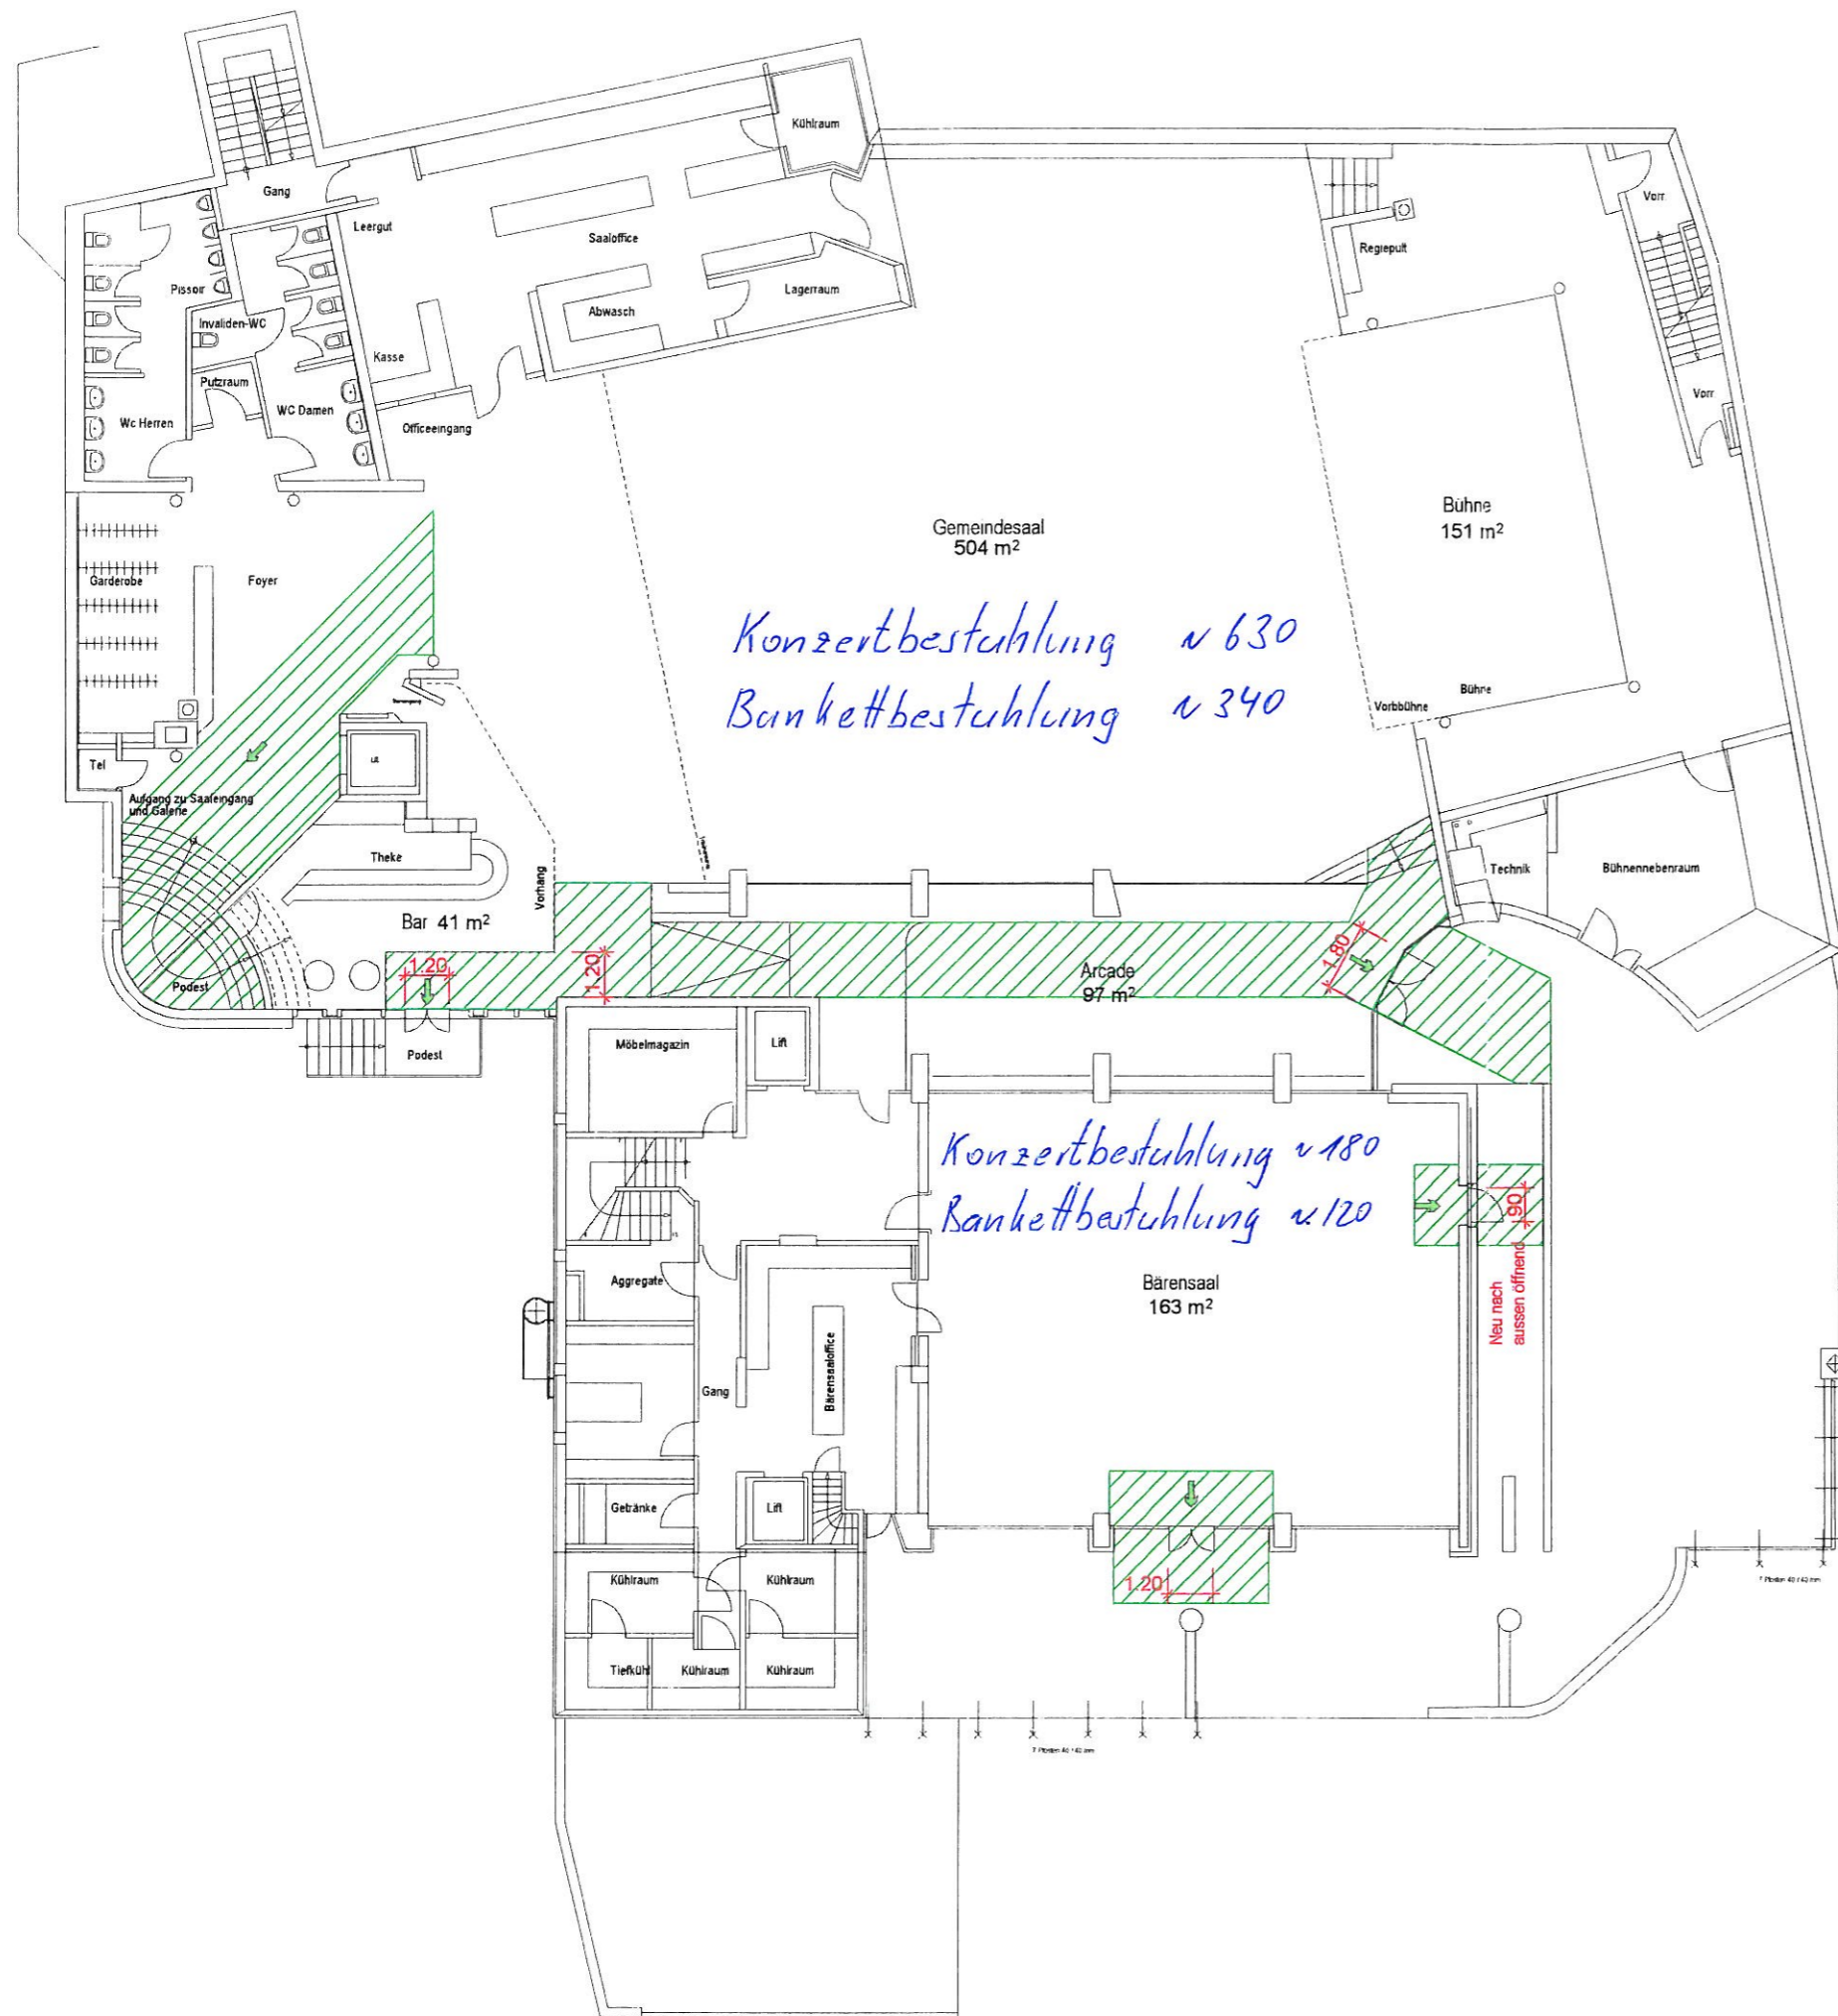 Kühlraum
Gang
Leergut
Saaloffice
Pissoir
Invaliden-WC
Lagerraum
Abwasch
Kasse
Putzraum
WC Damen
Wc Herren
Officeeingang
Vorr
Regiepult
Vorr
Gemeindesaal
504 m²
Bühne
151 m²
Garderobe
Foyer
Konzertbestuhlung ~ 630
Bankettbestuhlung ~ 340
Bühne
Vorbbühne
Tel
Aufgang zu Saaleingang
und Galerie
Theke
Vorhang
Bar 41 m²
Technik
Bühnennebenraum
Podest
1.20
1.20
Arcade
97 m²
1.80
Podest
Möbelmagazin
Lift
Konzertbestuhlung ~ 180
Bankettbestuhlung ~ 120
90
Neu nach
aussen öffnend
Aggregate
Bärensaal
163 m²
Bärensaaloffice
Gang
Getränke
Lift
Kühlraum
Kühlraum
1.20
Tiefkühl
Kühlraum
Kühlraum